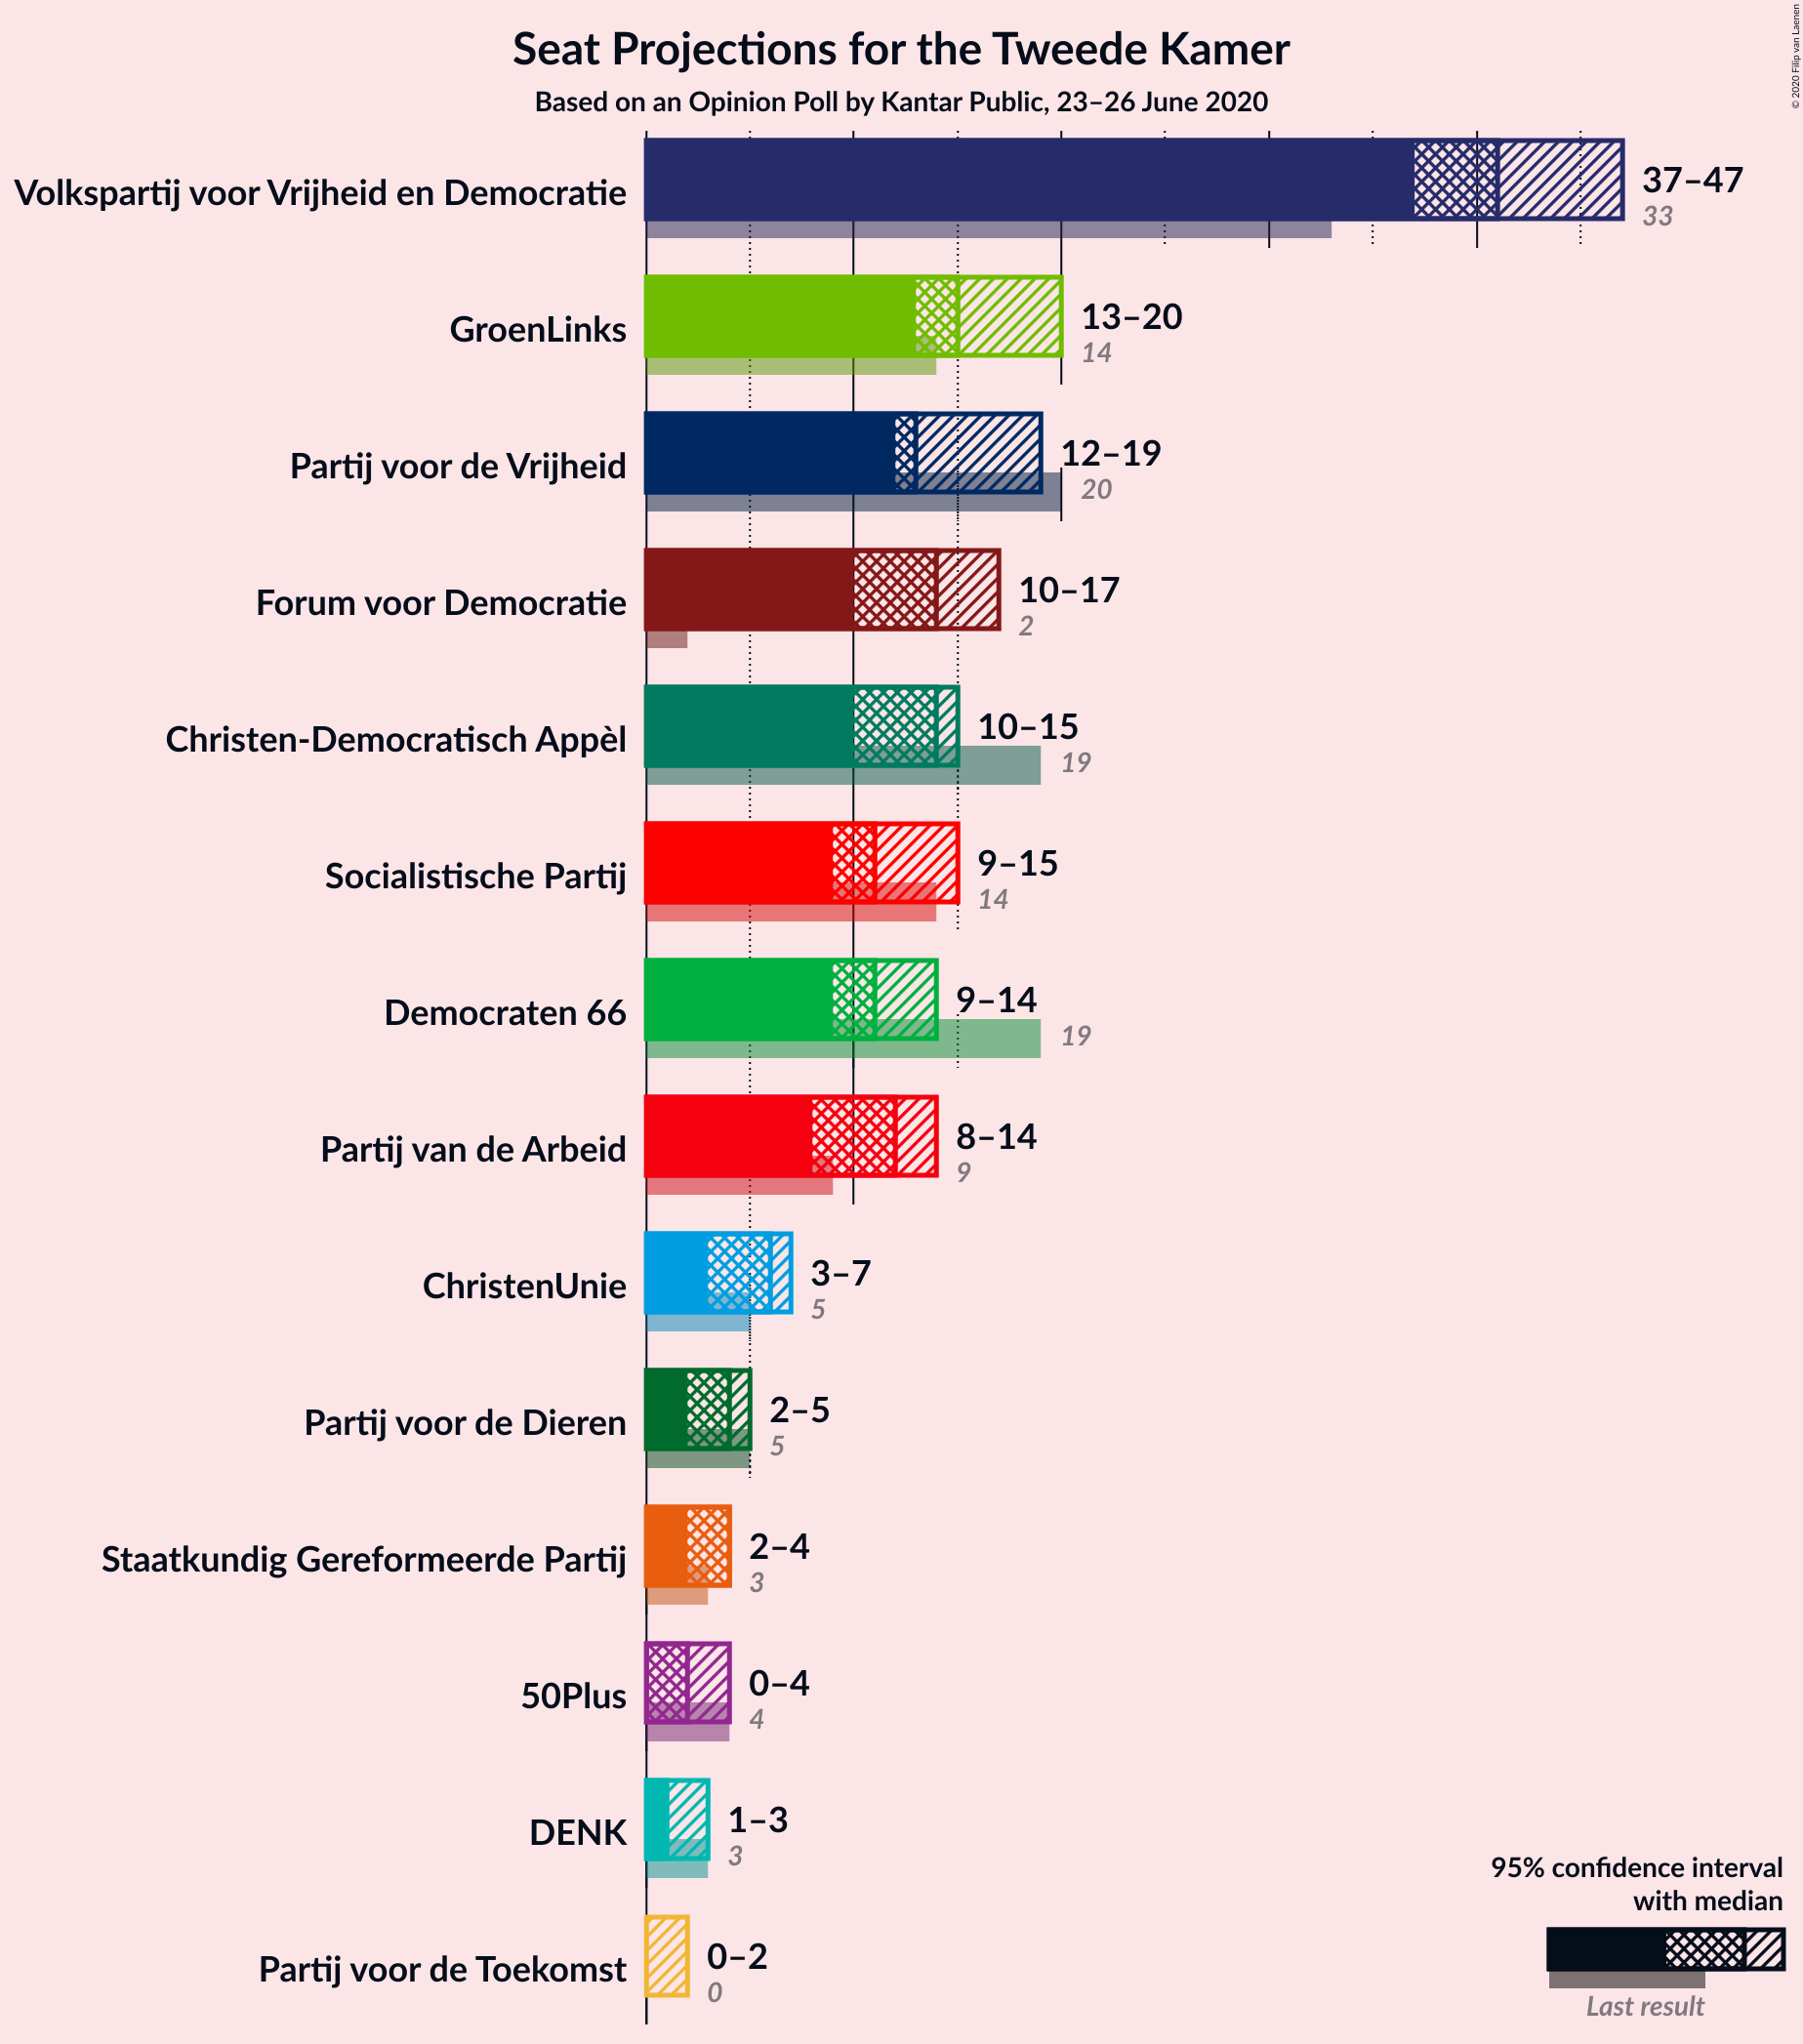 Seat Projections for the Tweede Kamer
Based on an Opinion Poll by Kantar Public, 23–26 June 2020
© 2020 Filip van Laenen
Volkspartij voor Vrijheid en Democratie
37–47
33
GroenLinks
13–20
14
Partij voor de Vrijheid
12–19
20
Forum voor Democratie
10–17
2
Christen-Democratisch Appèl
10–15
19
Socialistische Partij
9–15
14
Democraten 66
9–14
19
Partij van de Arbeid
8–14
9
ChristenUnie
3–7
5
Partij voor de Dieren
2–5
5
Staatkundig Gereformeerde Partij
2–4
3
50Plus
0–4
4
DENK
1–3
3
Partij voor de Toekomst
0–2
0
95% confidence interval
with median
Last result